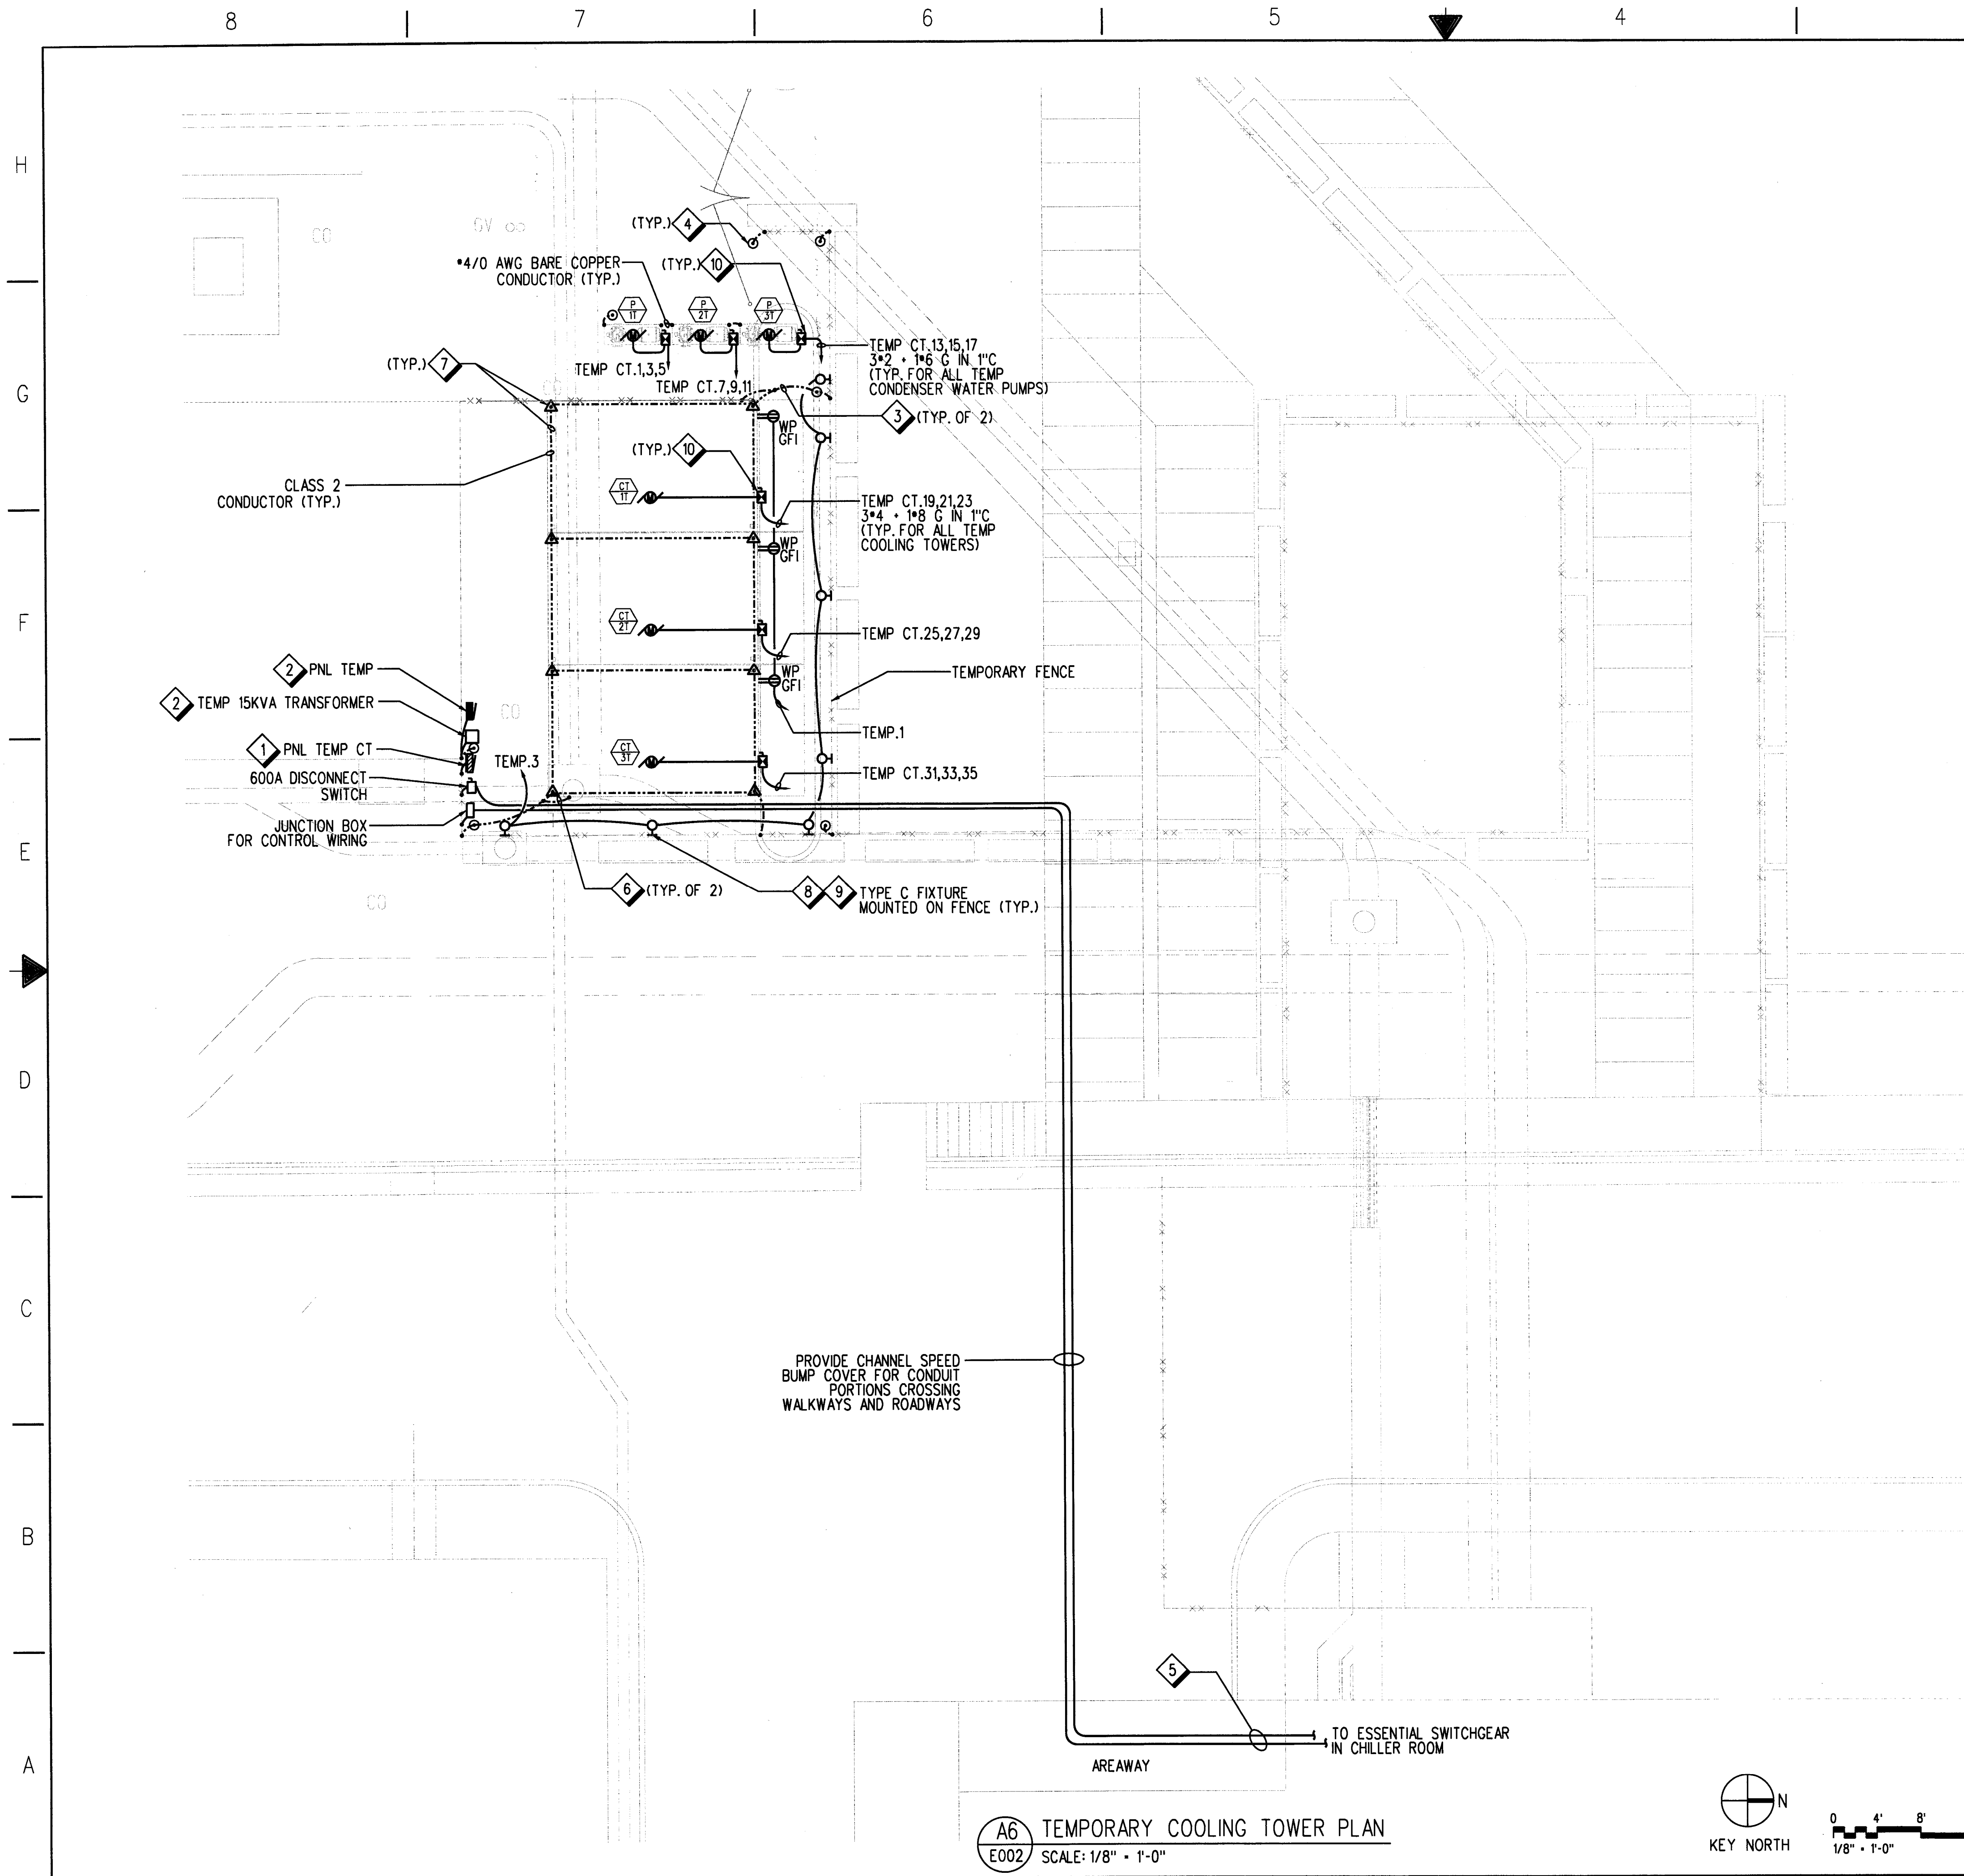 8 7 6 5 4
H
G
F
E
D
C
B
A
GV 85
CO
(TYP.) 4
#4/0 AWG BARE COPPER
CONDUCTOR (TYP.)
(TYP.) 10
P
1T
P
2T
P
3T
TEMP CT.1,3,5
TEMP CT.7,9,11
TEMP CT.13,15,17
3#2 + 1#6 G IN 1"C
(TYP. FOR ALL TEMP
CONDENSER WATER PUMPS)
(TYP.) 7
3 (TYP. OF 2)
WP
GFI
(TYP.) 10
CLASS 2
CONDUCTOR (TYP.)
CT
1T
M
TEMP CT.19,21,23
3#4 + 1#8 G IN 1"C
(TYP. FOR ALL TEMP
COOLING TOWERS)
WP
GFI
CT
2T
M
TEMP CT.25,27,29
2 PNL TEMP
WP
GFI
TEMPORARY FENCE
2 TEMP 15KVA TRANSFORMER
CO
TEMP.1
1 PNL TEMP CT
TEMP.3
CT
3T
M
600A DISCONNECT
SWITCH
TEMP CT.31,33,35
JUNCTION BOX
FOR CONTROL WIRING
6 (TYP. OF 2)
8 9 TYPE C FIXTURE
MOUNTED ON FENCE (TYP.)
CO
PROVIDE CHANNEL SPEED
BUMP COVER FOR CONDUIT
PORTIONS CROSSING
WALKWAYS AND ROADWAYS
5
TO ESSENTIAL SWITCHGEAR
IN CHILLER ROOM
AREAWAY
A6
E002
TEMPORARY COOLING TOWER PLAN
SCALE: 1/8" = 1'-0"
N
KEY NORTH
0 4' 8'
1/8" = 1'-0"